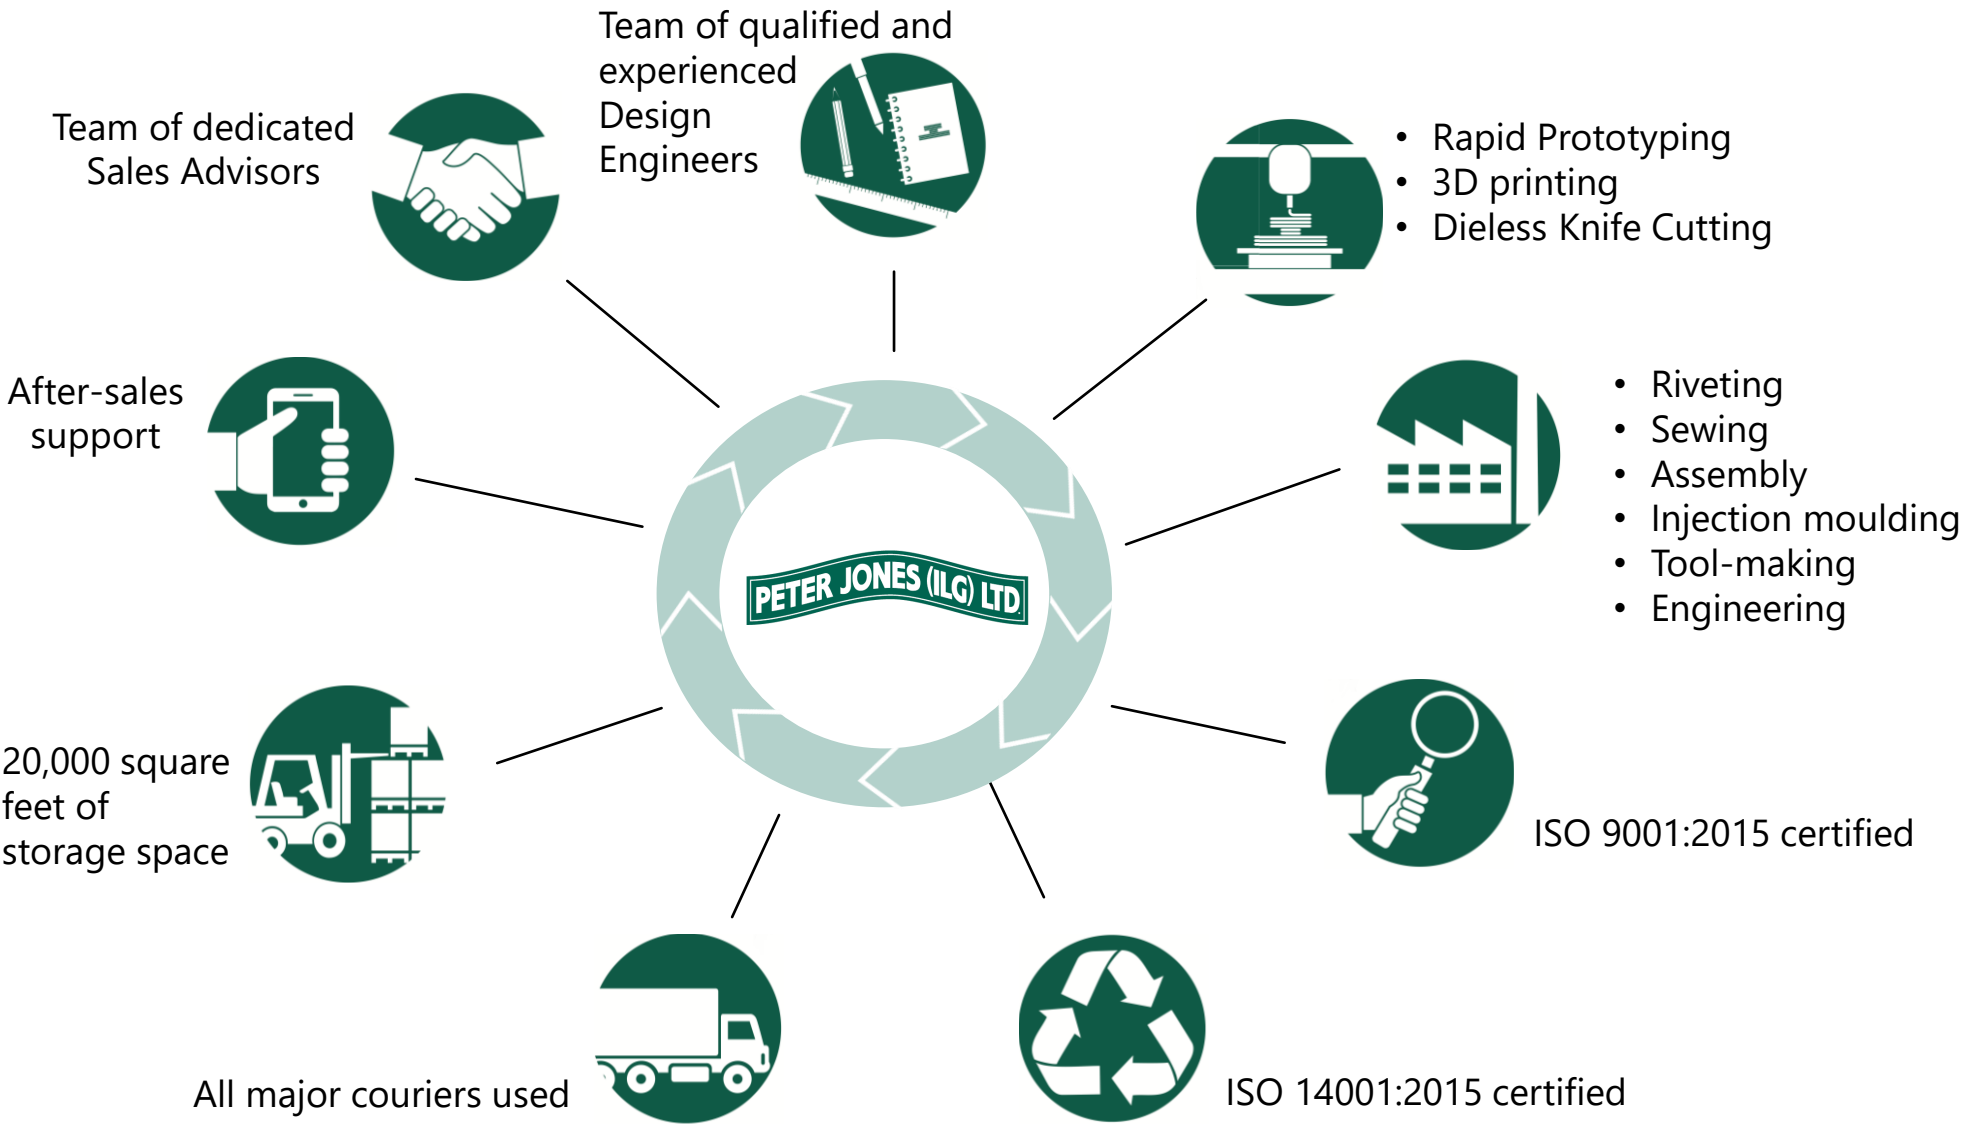 Team of dedicated
Sales Advisors
Team of qualified and
experienced
Design
Engineers
• Rapid Prototyping
• 3D printing
• Dieless Knife Cutting
After-sales
support
• Riveting
• Sewing
• Assembly
• Injection moulding
• Tool-making
• Engineering
PETER JONES (ILG) LTD.
20,000 square
feet of
storage space
ISO 9001:2015 certified
All major couriers used
ISO 14001:2015 certified